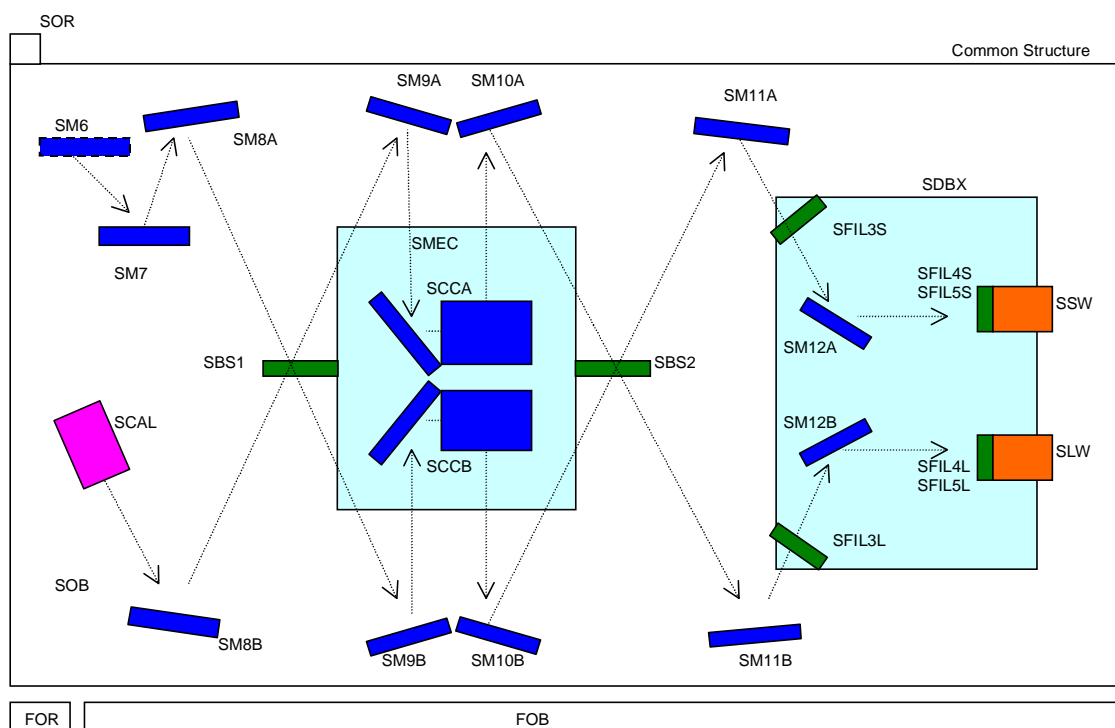 SOR
Common Structure
SM9A
SM10A
SM11A
SM6
SM8A
SDBX
SFIL3S
SMEC
SM7
SCCA
SFIL4S
SFIL5S
SSW
SM12A
SBS1
SBS2
SCAL
SM12B
SCCB
SFIL4L
SFIL5L
SLW
SFIL3L
SOB
SM8B
SM9B
SM10B
SM11B
FOR
FOB